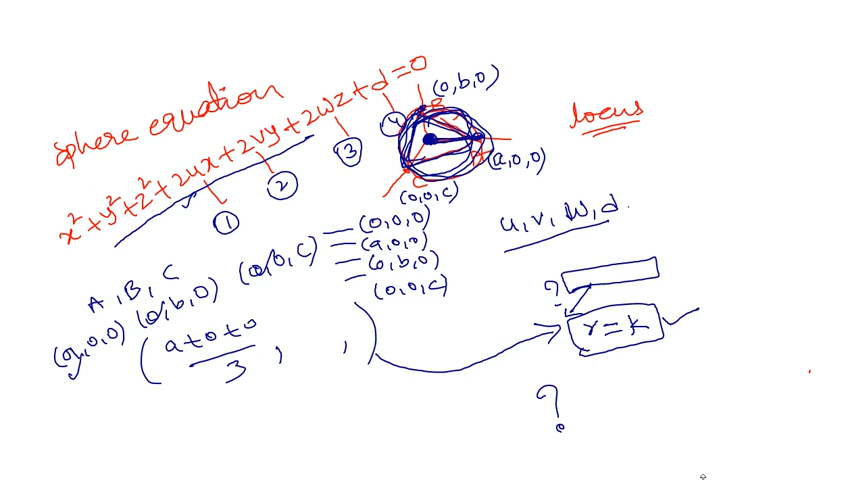 sphere equation
x²+y²+z²+2ux+2vy+2wz+d=0
1
2
3
4
(0,b,0)
B
A
(a,0,0)
C
(0,0,c)
locus
u,v,w,d.
(0,0,0)
(a,0,0)
(0,b,0)
(0,0,c)
A,B,C
(a,0,0) (0,b,0) (0,0,c)
(a+0+0/3, , )
?
r=k
?